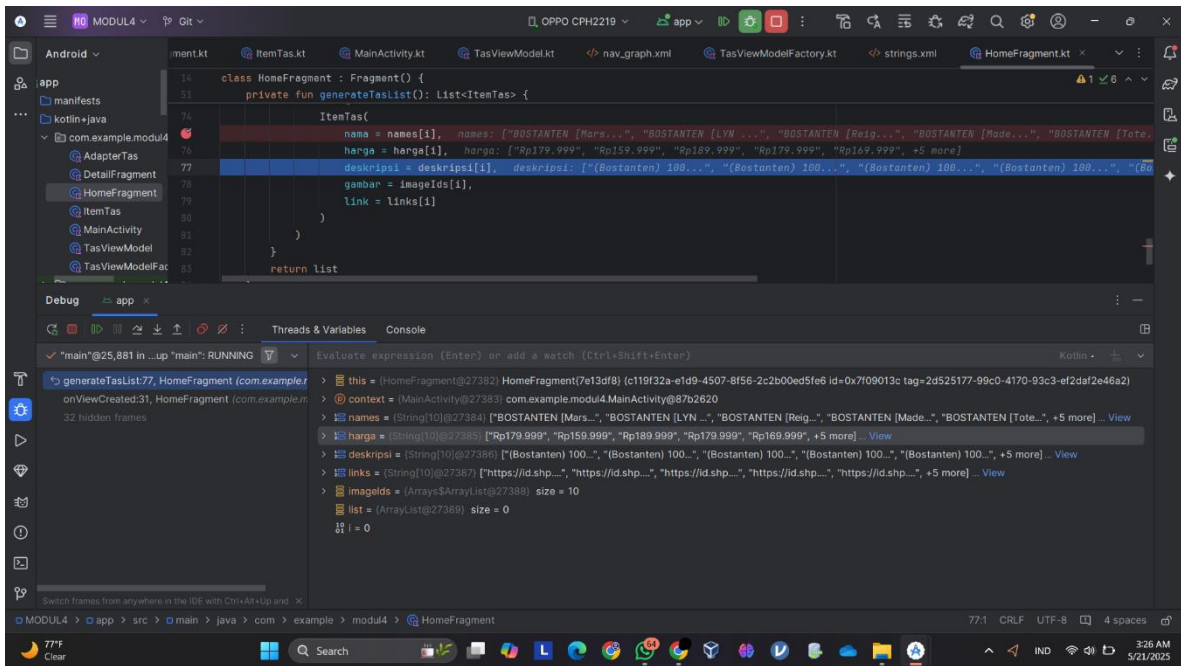 M0 MODUL4 Git OPPO CPH2219 app
Android ment.kt ItemTas.kt MainActivity.kt TasViewModel.kt nav_graph.xml TasViewModelFactory.kt strings.xml HomeFragment.kt
app
manifests
kotlin+java
com.example.modul4
AdapterTas
DetailFragment
HomeFragment
ItemTas
MainActivity
TasViewModel
TasViewModelFac
14 class HomeFragment : Fragment() { 1 6
51 private fun generateTasList(): List<ItemTas> {
74 ItemTas(
nama = names[i], names: ["BOSTANTEN [Mars...", "BOSTANTEN [LYN ...", "BOSTANTEN [Reig...", "BOSTANTEN [Made...", "BOSTANTEN [Tote.
76 harga = harga[i], harga: ["Rp179.999", "Rp159.999", "Rp189.999", "Rp179.999", "Rp169.999", +5 more]
77 deskripsi = deskripsi[i], deskripsi: ["(Bostanten) 100...", "(Bostanten) 100...", "(Bostanten) 100...", "(Bostanten) 100...", "(Bo
78 gambar = imageIds[i],
79 link = links[i]
80 )
81 )
82 }
83 return list
Debug app
Threads & Variables Console
"main"@25,881 in ...up "main": RUNNING
Evaluate expression (Enter) or add a watch (Ctrl+Shift+Enter) Kotlin
generateTasList:77, HomeFragment (com.example.r
onViewCreated:31, HomeFragment (com.example.m
32 hidden frames
this = {HomeFragment@27382} HomeFragment{7e13df8} (c119f32a-e1d9-4507-8f56-2c2b00ed5fe6 id=0x7f09013c tag=2d525177-99c0-4170-93c3-ef2daf2e46a2)
context = {MainActivity@27383} com.example.modul4.MainActivity@87b2620
names = {String[10]@27384} ["BOSTANTEN [Mars...", "BOSTANTEN [LYN ...", "BOSTANTEN [Reig...", "BOSTANTEN [Made...", "BOSTANTEN [Tote...", +5 more] ... View
harga = {String[10]@27385} ["Rp179.999", "Rp159.999", "Rp189.999", "Rp179.999", "Rp169.999", +5 more] ... View
deskripsi = {String[10]@27386} ["(Bostanten) 100...", "(Bostanten) 100...", "(Bostanten) 100...", "(Bostanten) 100...", "(Bostanten) 100...", +5 more] ... View
links = {String[10]@27387} ["https://id.shp....", "https://id.shp....", "https://id.shp....", "https://id.shp....", "https://id.shp....", +5 more] ... View
imageIds = {Arrays$ArrayList@27388} size = 10
list = {ArrayList@27389} size = 0
i = 0
Switch frames from anywhere in the IDE with Ctrl+Alt+Up and
MODUL4 > app > src > main > java > com > example > modul4 > HomeFragment 77:1 CRLF UTF-8 4 spaces
77°F
Clear
Search
L
64
IND
3:26 AM
5/21/2025